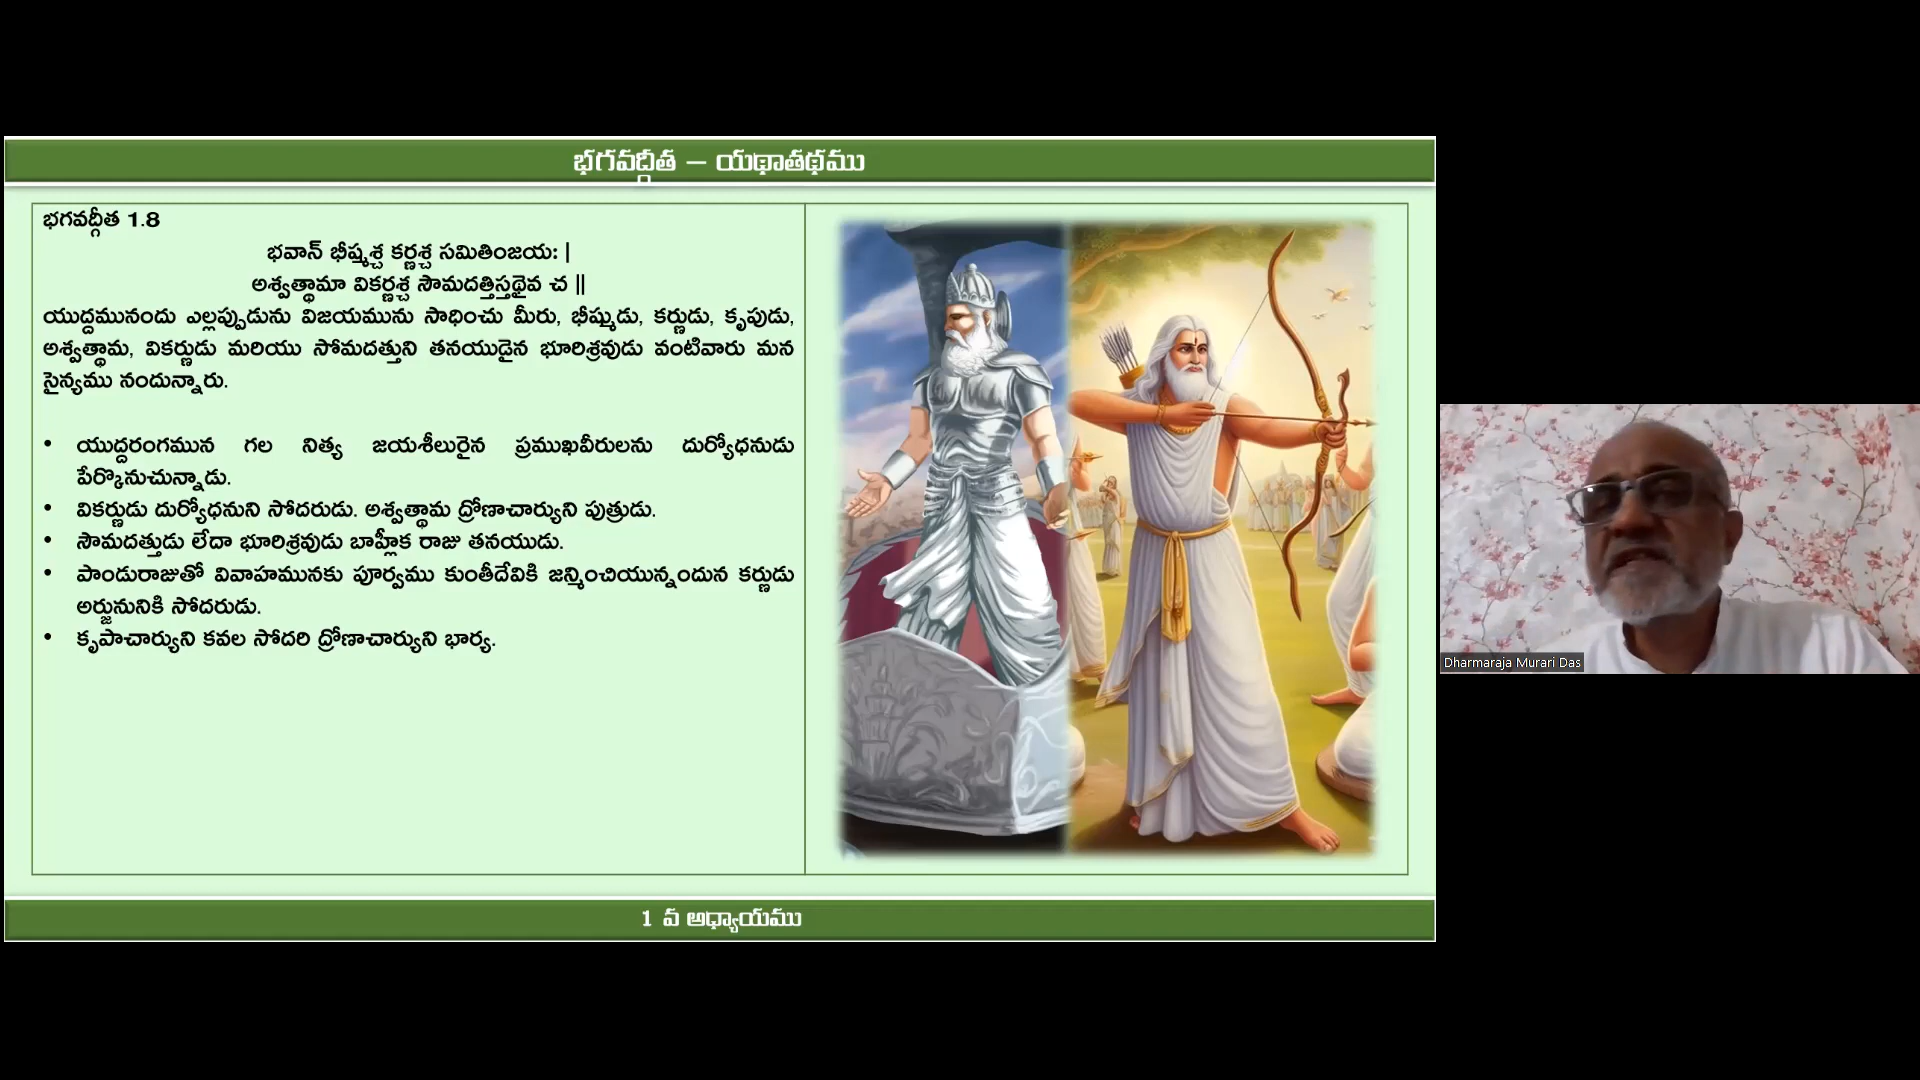 భగవద్గీత – యథాతథము
భగవద్గీత 1.8
భవాన్ భీష్మశ్చ కర్ణశ్చ సమితింజయః |
అశ్వత్థామా వికర్ణశ్చ సౌమదత్తిస్తథైవ చ ||
యుద్ధమునందు ఎల్లప్పుడును విజయమును సాధించు మీరు, భీష్ముడు, కర్ణుడు, కృపుడు,
అశ్వత్థామ, వికర్ణుడు మరియు సోమదత్తుని తనయుడైన భూరిశ్రవుడు వంటివారు మన
సైన్యము నందున్నారు.
• యుద్ధరంగమున గల నిత్య జయశీలురైన ప్రముఖవీరులను దుర్యోధనుడు
పేర్కొనుచున్నాడు.
• వికర్ణుడు దుర్యోధనుని సోదరుడు. అశ్వత్థామ ద్రోణాచార్యుని పుత్రుడు.
• సౌమదత్తుడు లేదా భూరిశ్రవుడు బాహ్లీక రాజు తనయుడు.
• పాండురాజుతో వివాహమునకు పూర్వము కుంతీదేవికి జన్మించియున్నందున కర్ణుడు
అర్జునునికి సోదరుడు.
• కృపాచార్యుని కవల సోదరి ద్రోణాచార్యుని భార్య.
Dharmaraja Murari Das
1 వ అధ్యాయము